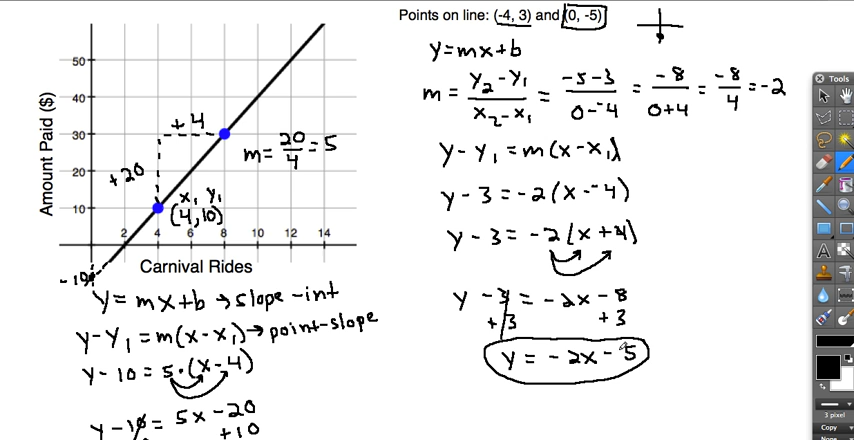 Amount Paid ($)
50
40
30
20
10
-10
2
4
6
8
10
12
14
Carnival Rides
+4
+20
m = 20/4 = 5
x₁ y₁
(4,10)
y = mx+b → slope-int
y-y₁ = m(x-x₁) → point-slope
y-10 = 5·(x-4)
y-10 = 5x-20
+10
Points on line: (-4, 3) and (0, -5)
y = mx+b
m = y₂-y₁/x₂-x₁ = -5-3/0--4 = -8/0+4 = -8/4 = -2
y-y₁ = m(x-x₁)
y-3 = -2(x--4)
y-3 = -2(x+4)
y-3 = -2x-8
+3 +3
y = -2x-5
Tools
A
3 pixel
Copy